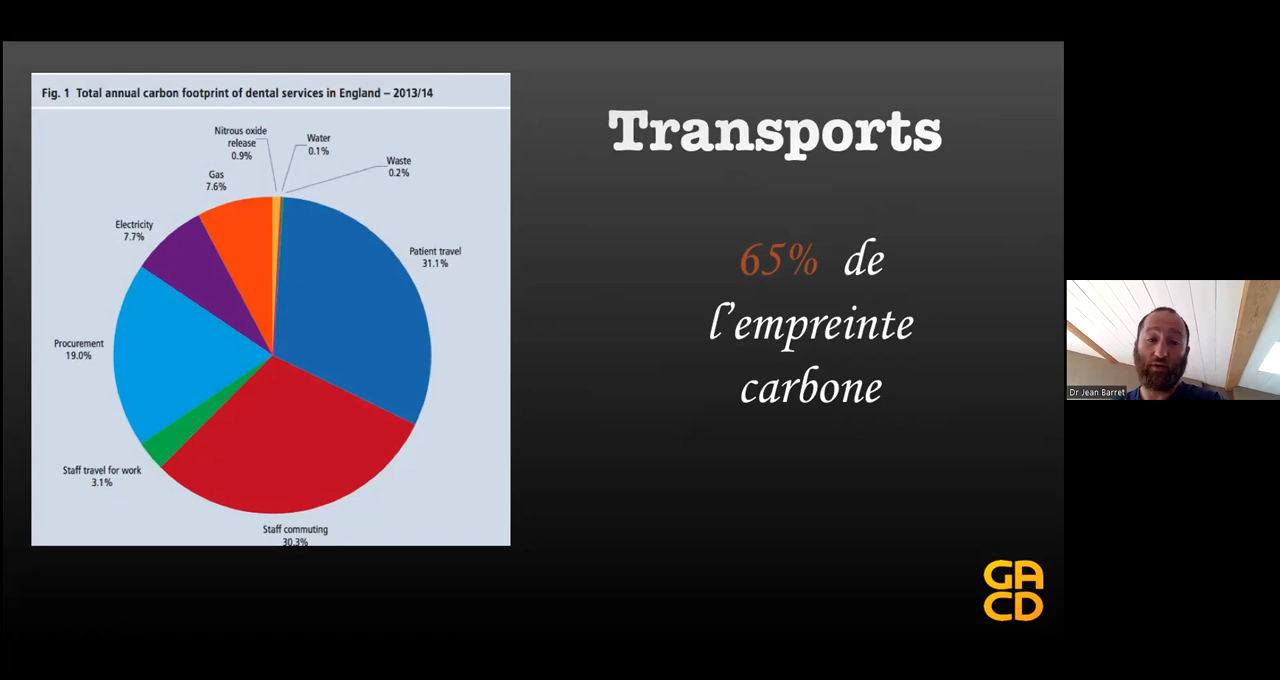 Fig. 1 Total annual carbon footprint of dental services in England – 2013/14
Nitrous oxide
release
0.9%
Water
0.1%
Waste
0.2%
Gas
7.6%
Electricity
7.7%
Patient travel
31.1%
Procurement
19.0%
Staff travel for work
3.1%
Staff commuting
30.3%
Transports
65% de
l’empreinte
carbone
GA
CD
Dr Jean Barret